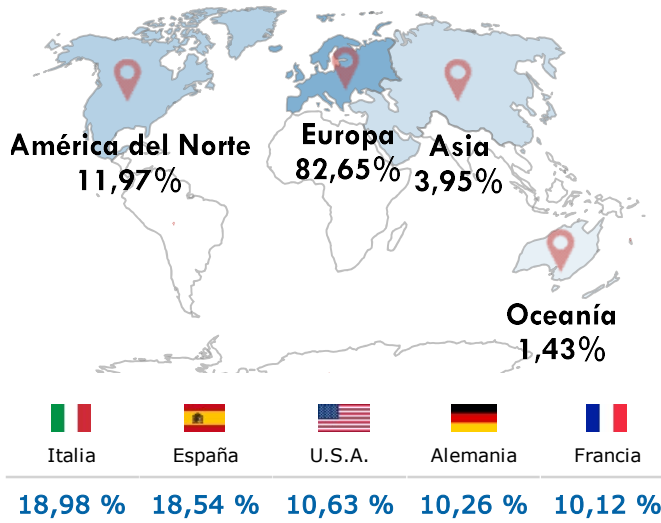 América del Norte
11,97%
Europa
82,65%
Asia
3,95%
Oceanía
1,43%
Italia
España
U.S.A.
Alemania
Francia
18,98 %
18,54 %
10,63 %
10,26 %
10,12 %